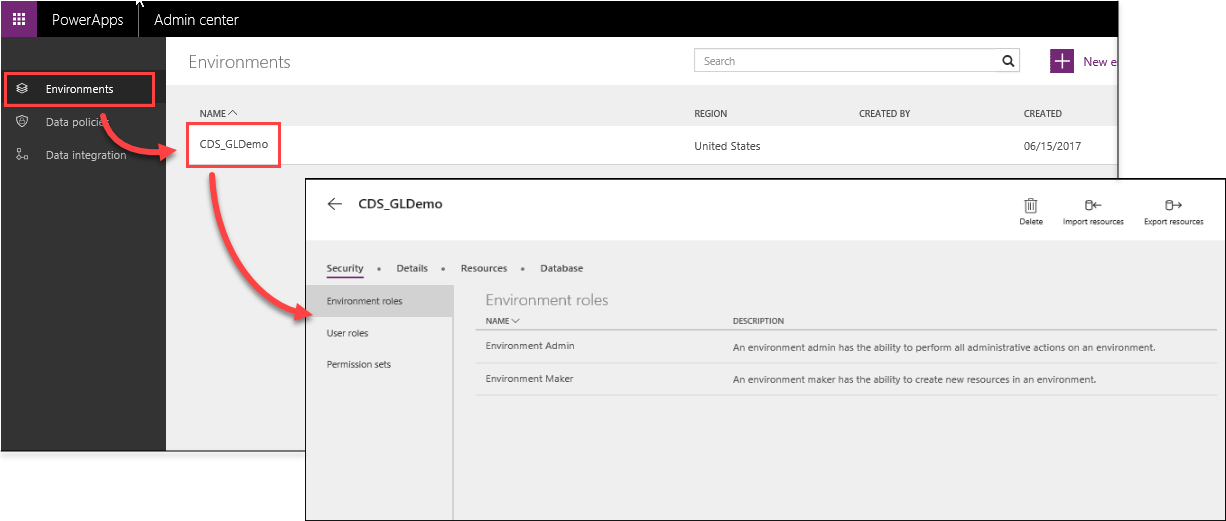 PowerApps Admin center
Environments
Data policies
Data integration
Environments
Search
New e
NAME REGION CREATED BY CREATED
CDS_GLDemo United States 06/15/2017
CDS_GLDemo
Delete Import resources Export resources
Security • Details • Resources • Database
Environment roles
User roles
Permission sets
Environment roles
NAME DESCRIPTION
Environment Admin An environment admin has the ability to perform all administrative actions on an environment.
Environment Maker An environment maker has the ability to create new resources in an environment.